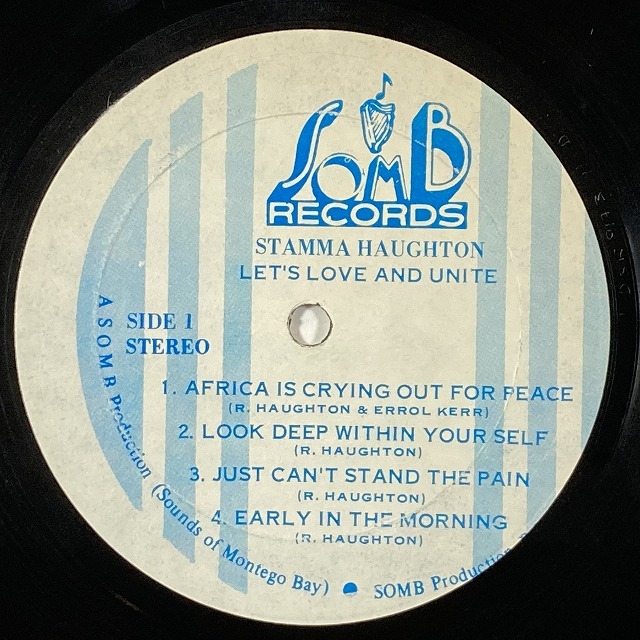 SOMB
RECORDS
STAMMA HAUGHTON
LET'S LOVE AND UNITE
SIDE 1
STEREO
1. AFRICA IS CRYING OUT FOR PEACE
(R. HAUGHTON & ERROL KERR)
2. LOOK DEEP WITHIN YOUR SELF
(R. HAUGHTON)
3. JUST CAN'T STAND THE PAIN
(R. HAUGHTON)
4. EARLY IN THE MORNING
(R. HAUGHTON)
A SOMB Production (Sounds of Montego Bay) • SOMB Production